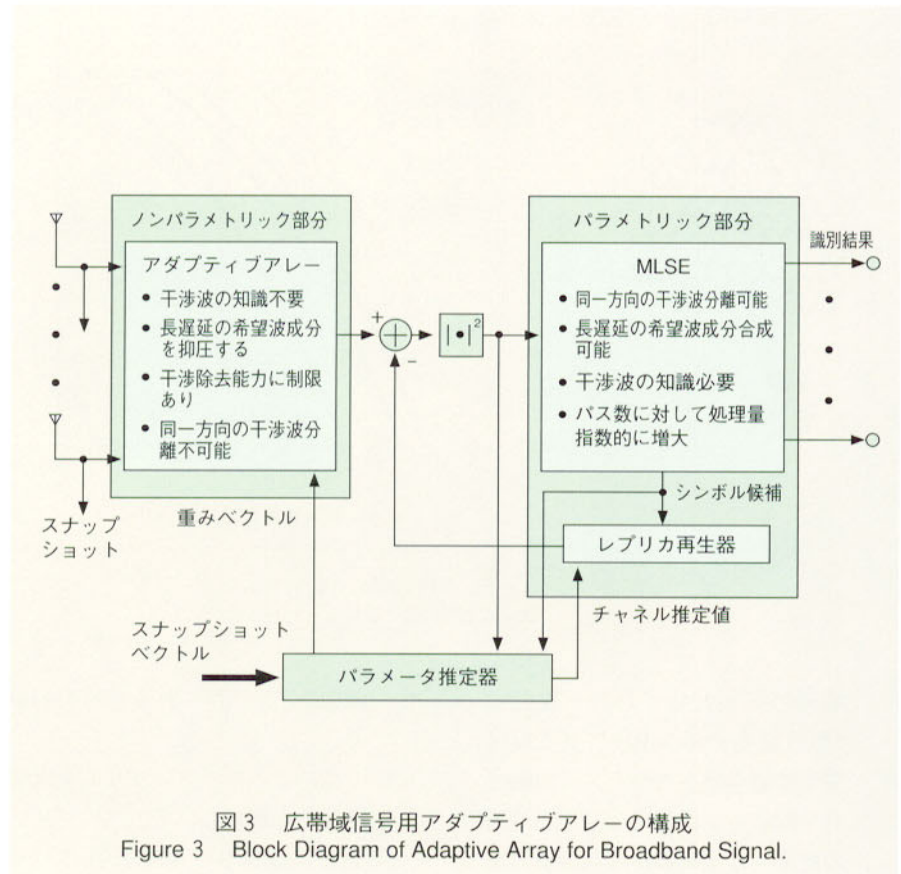 ノンパラメトリック部分
アダプティブアレー
• 干渉波の知識不要
• 長遅延の希望波成分
を抑圧する
• 干渉除去能力に制限
あり
• 同一方向の干渉波分
離不可能
スナップ
ショット
重みベクトル
+
−
|•|²
パラメトリック部分
MLSE
• 同一方向の干渉波分離可能
• 長遅延の希望波成分合成
可能
• 干渉波の知識必要
• パス数に対して処理量
指数的に増大
識別結果
シンボル候補
レプリカ再生器
チャネル推定値
スナップショット
ベクトル
パラメータ推定器
図3 広帯域信号用アダプティブアレーの構成
Figure 3 Block Diagram of Adaptive Array for Broadband Signal.